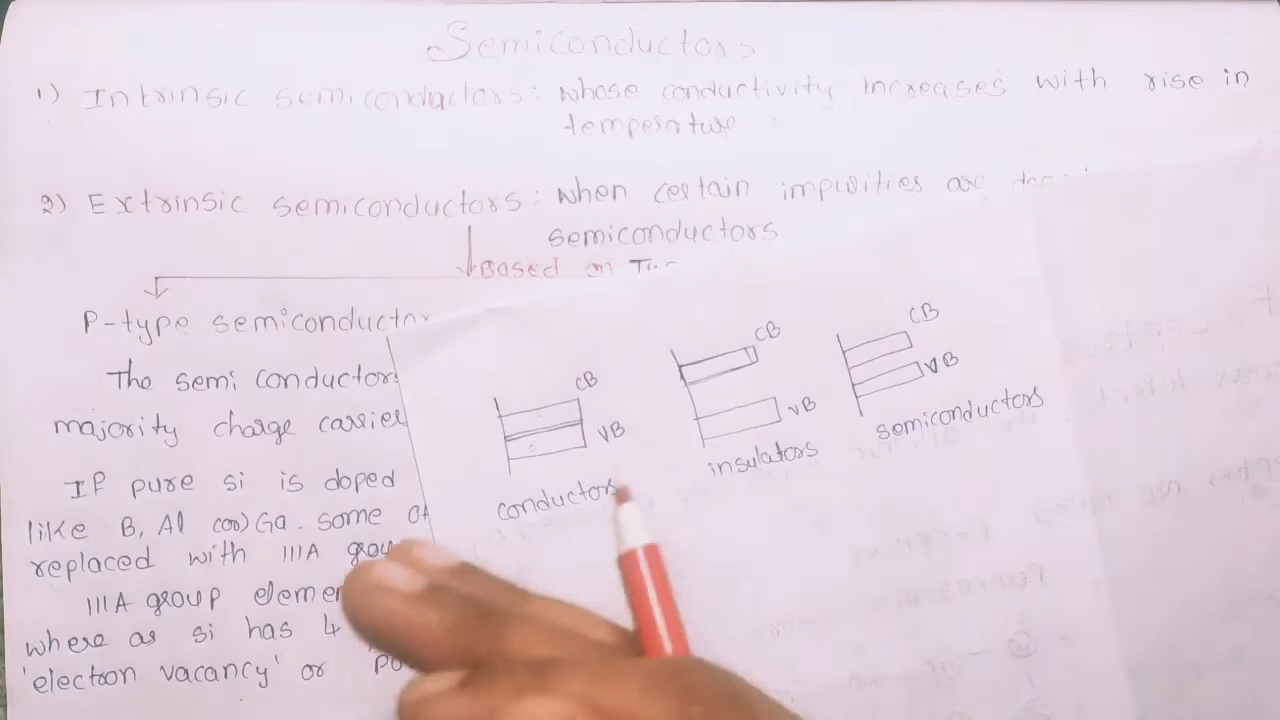 Semiconductors
1) Intrinsic semiconductors: whose conductivity increases with rise in
temperature
2) Extrinsic semiconductors: when certain impurities are
semiconductors
Based on
P-type semiconductor
The semi conductors
majority charge carrier
If pure si is doped
like B, Al (or) Ga. some of
replaced with IIIA
IIIA group
where as si has 4
'electron vacancy' or
CB
VB
conductors
CB
VB
insulators
CB
VB
semiconductors